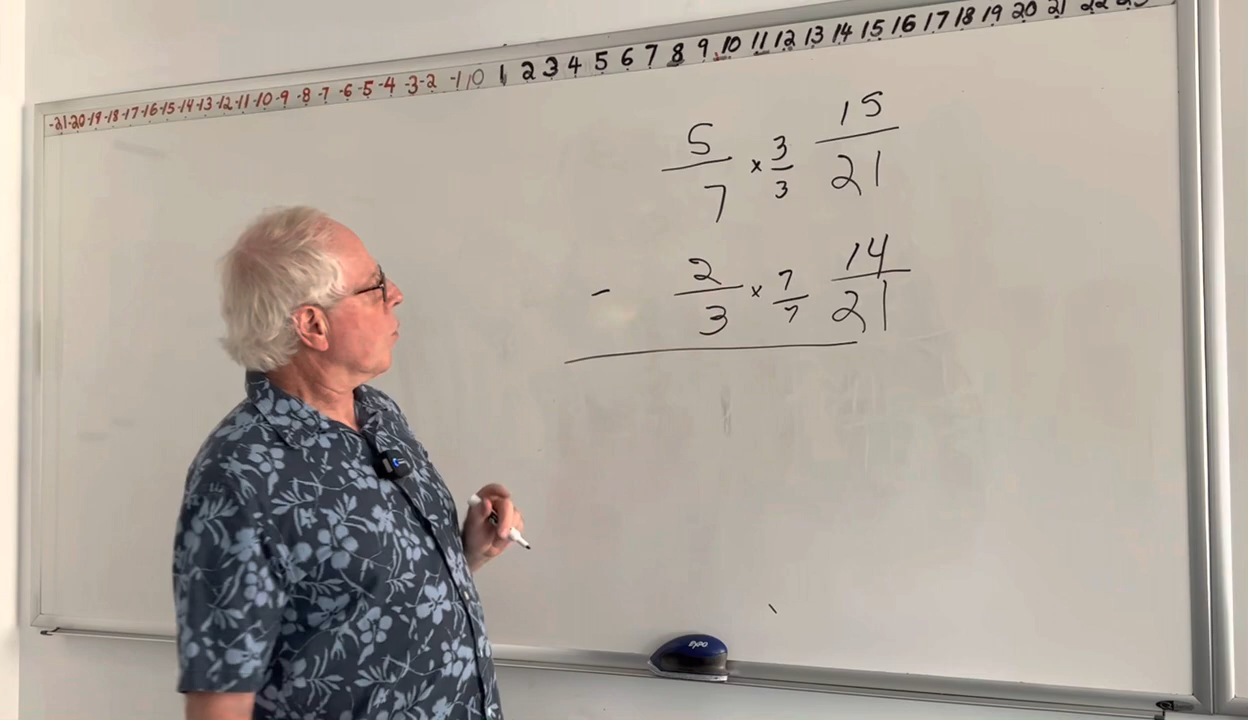 -21 -20 -19 -18 -17 -16 -15 -14 -13 -12 -11 -10 -9 -8 -7 -6 -5 -4 -3 -2 -1 0 1 2 3 4 5 6 7 8 9 10 11 12 13 14 15 16 17 18 19 20 21 22
5/7 × 3/3 15/21
- 2/3 × 7/7 14/21
EXPO